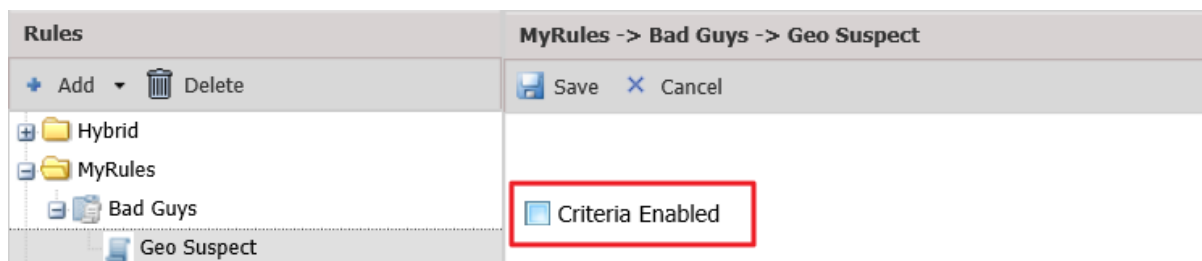 Rules
MyRules -> Bad Guys -> Geo Suspect
Add Delete
Save Cancel
Hybrid
MyRules
Bad Guys
Geo Suspect
Criteria Enabled